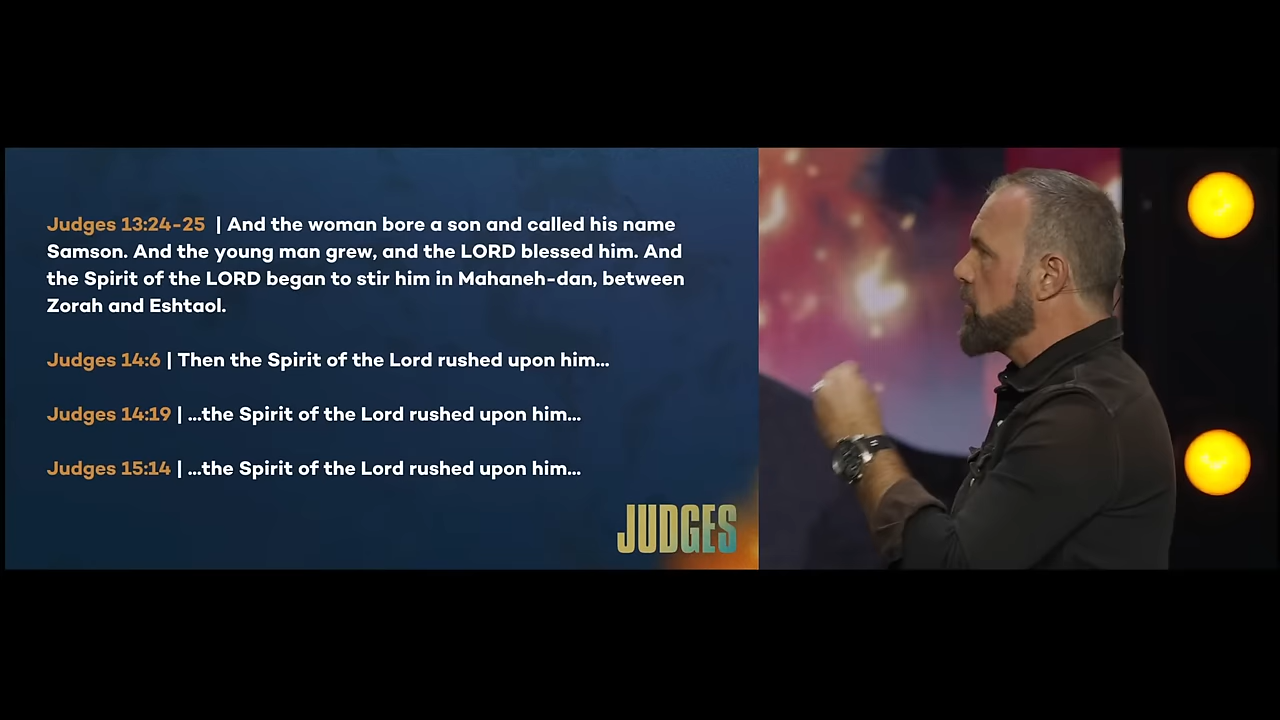 Judges 13:24-25 | And the woman bore a son and called his name
Samson. And the young man grew, and the LORD blessed him. And
the Spirit of the LORD began to stir him in Mahaneh-dan, between
Zorah and Eshtaol.
Judges 14:6 | Then the Spirit of the Lord rushed upon him...
Judges 14:19 | ...the Spirit of the Lord rushed upon him...
Judges 15:14 | ...the Spirit of the Lord rushed upon him...
JUDGES